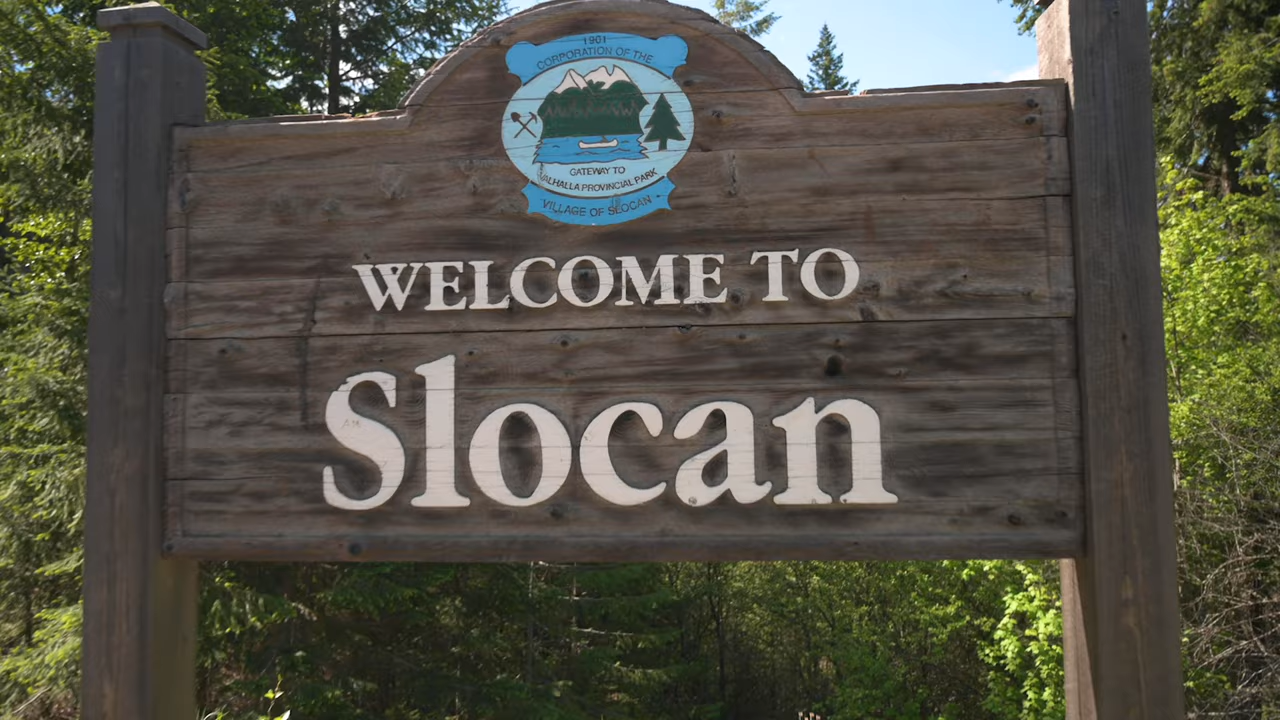 1901
CORPORATION OF THE
GATEWAY TO
VALHALLA PROVINCIAL PARK
VILLAGE OF SLOCAN
WELCOME TO
Slocan